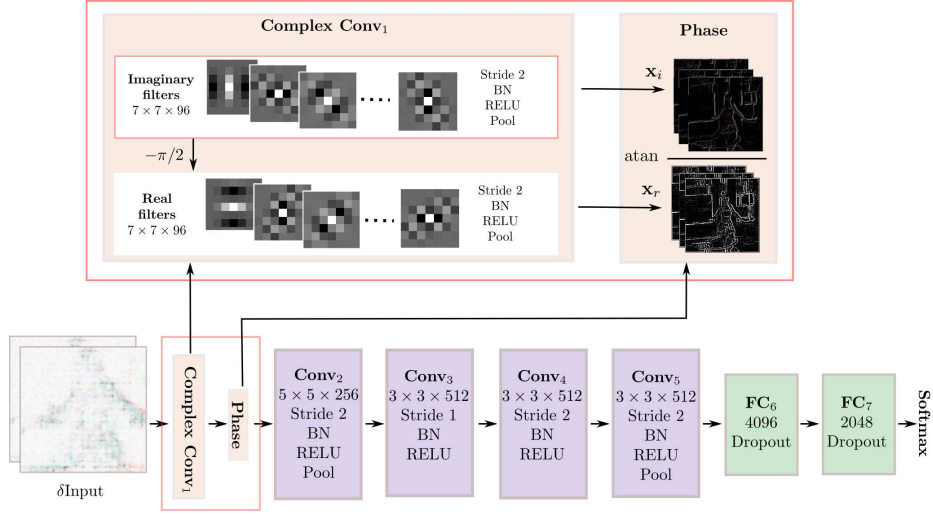 Complex Conv₁
Phase
Imaginary
filters
7 × 7 × 96
Stride 2
BN
RELU
Pool
x_i
−π/2
atan
Real
filters
7 × 7 × 96
Stride 2
BN
RELU
Pool
x_r
δInput
Complex Conv₁
Phase
Conv₂
5 × 5 × 256
Stride 2
BN
RELU
Pool
Conv₃
3 × 3 × 512
Stride 1
BN
RELU
Conv₄
3 × 3 × 512
Stride 2
BN
RELU
Conv₅
3 × 3 × 512
Stride 2
BN
RELU
Pool
FC₆
4096
Dropout
FC₇
2048
Dropout
Softmax